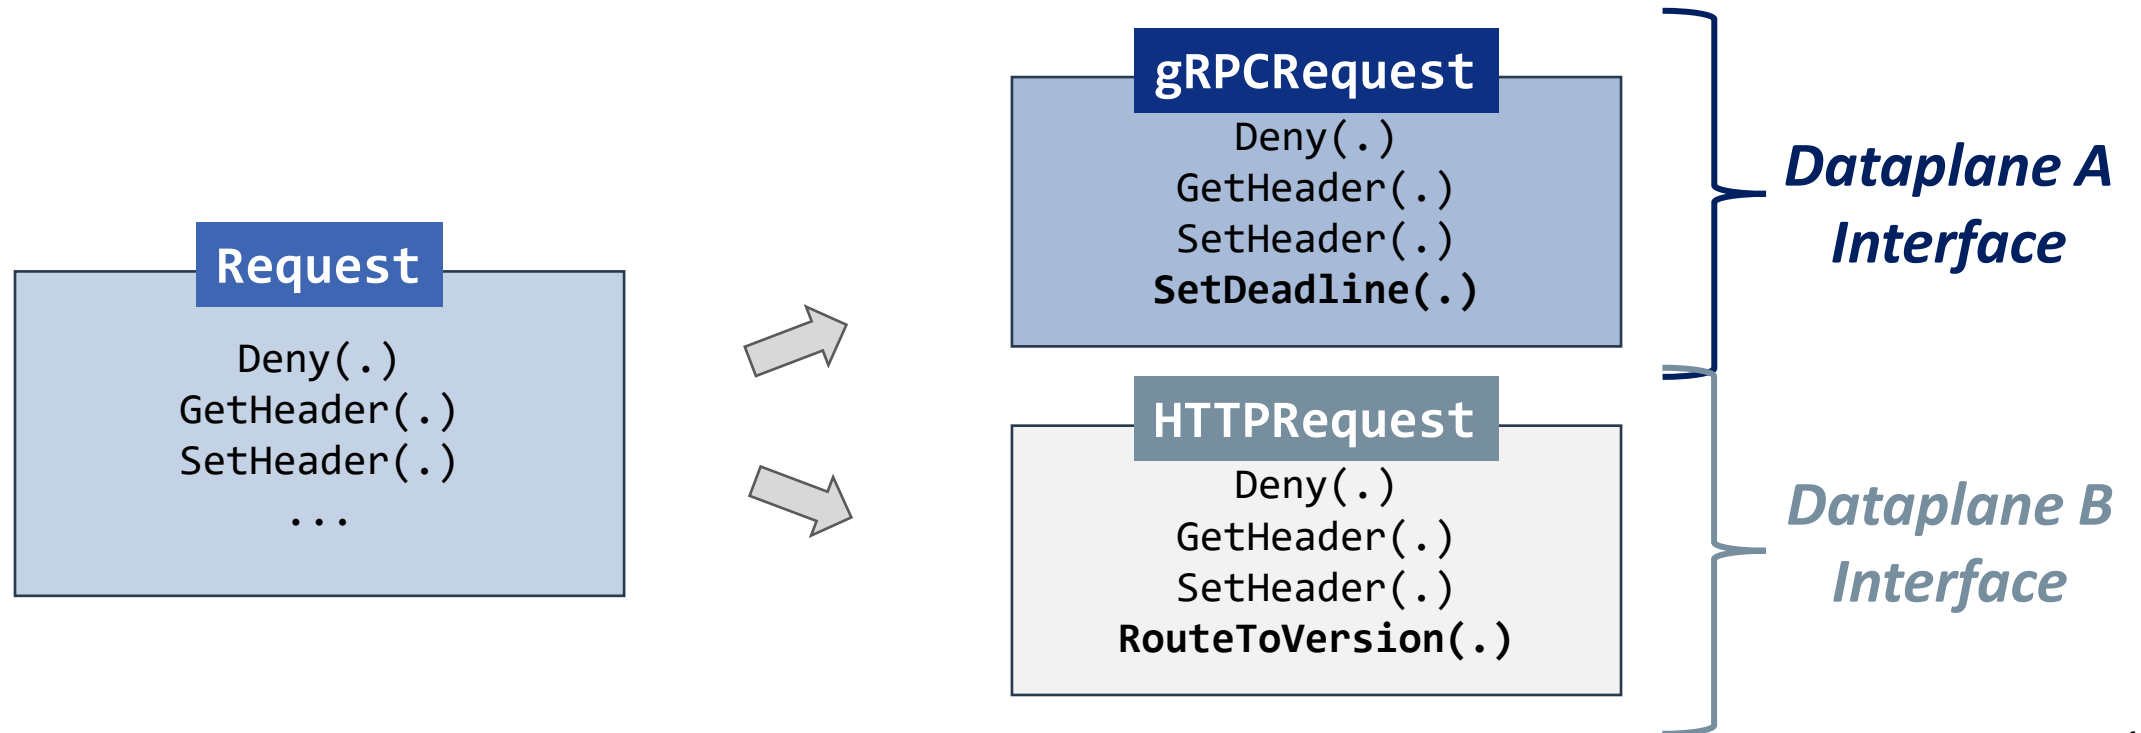 Request
Deny(.)
GetHeader(.)
SetHeader(.)
...
gRPCRequest
Deny(.)
GetHeader(.)
SetHeader(.)
SetDeadline(.)
HTTPRequest
Deny(.)
GetHeader(.)
SetHeader(.)
RouteToVersion(.)
Dataplane A
Interface
Dataplane B
Interface